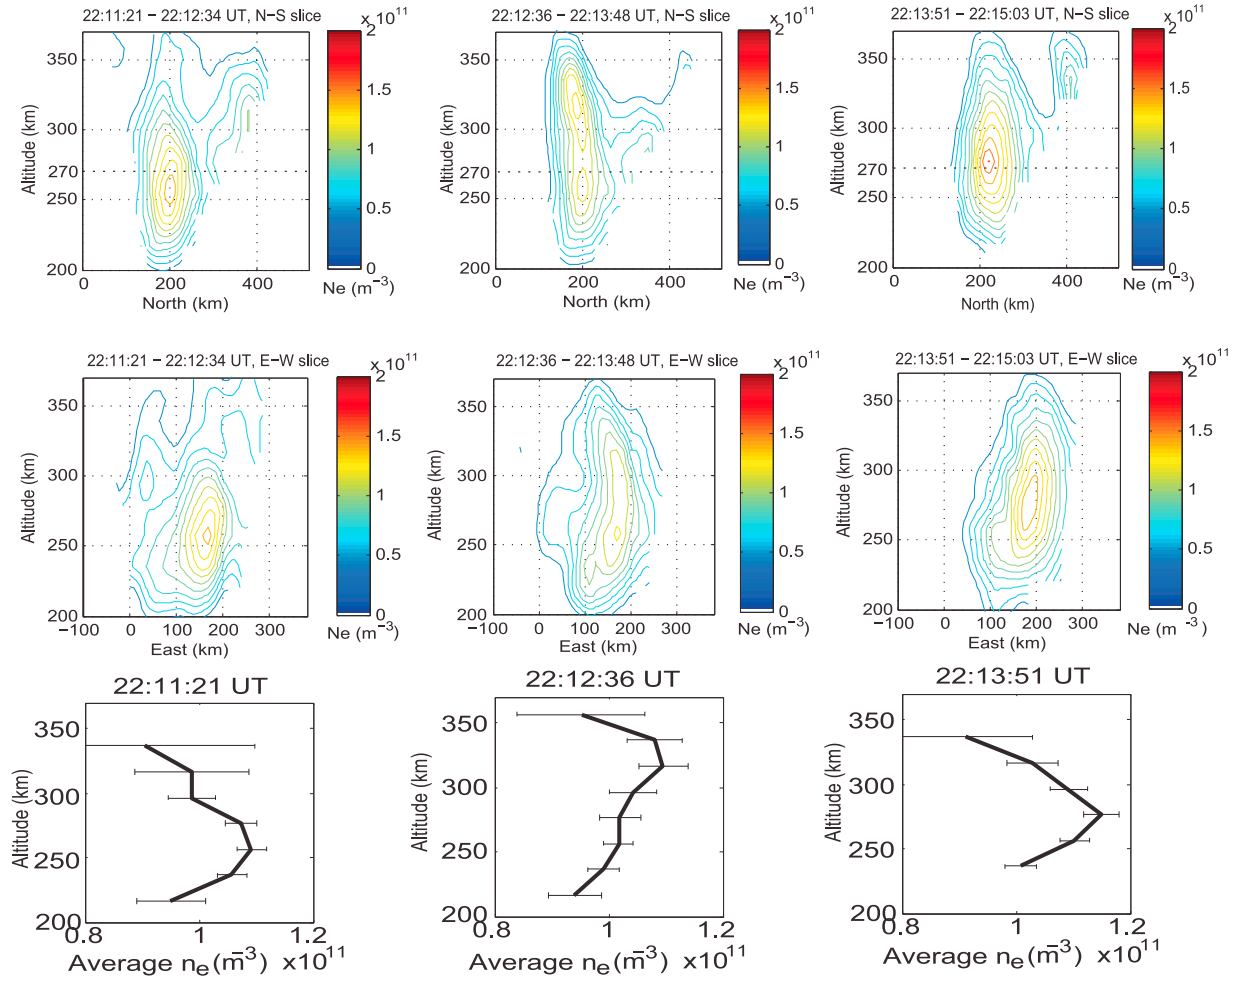 22:11:21 – 22:12:34 UT, N–S slice
x 10¹¹
350
300
270
250
200
Altitude (km)
0 200 400
North (km)
2
1.5
1
0.5
0
Ne (m⁻³)
22:12:36 – 22:13:48 UT, N–S slice
x 10¹¹
350
300
270
250
200
Altitude (km)
0 200 400
North (km)
2
1.5
1
0.5
0
Ne (m⁻³)
22:13:51 – 22:15:03 UT, N–S slice
x 10¹¹
350
300
270
250
200
Altitude (km)
0 200 400
North (km)
2
1.5
1
0.5
0
Ne (m⁻³)
22:11:21 – 22:12:34 UT, E–W slice
x 10¹¹
350
300
250
200
Altitude (km)
−100 0 100 200 300
East (km)
2
1.5
1
0.5
0
Ne (m⁻³)
22:12:36 – 22:13:48 UT, E–W slice
x 10¹¹
350
300
250
200
Altitude (km)
−100 0 100 200 300
East (km)
2
1.5
1
0.5
0
Ne (m⁻³)
22:13:51 – 22:15:03 UT, E–W slice
x 10¹¹
350
300
250
200
Altitude (km)
−100 0 100 200 300
East (km)
2
1.5
1
0.5
0
Ne (m⁻³)
22:11:21 UT
350
300
250
200
Altitude (km)
0.8 1 1.2
Average nₑ(m⁻³) x10¹¹
22:12:36 UT
350
300
250
200
Altitude (km)
0.8 1 1.2
Average nₑ(m⁻³) x10¹¹
22:13:51 UT
350
300
250
200
Altitude (km)
0.8 1 1.2
Average nₑ(m⁻³) x10¹¹